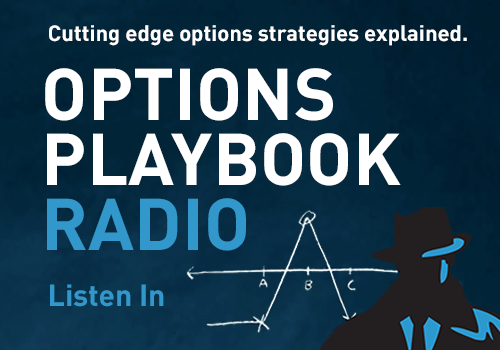 Cutting edge options strategies explained.
OPTIONS
PLAYBOOK
RADIO
Listen In
A B C